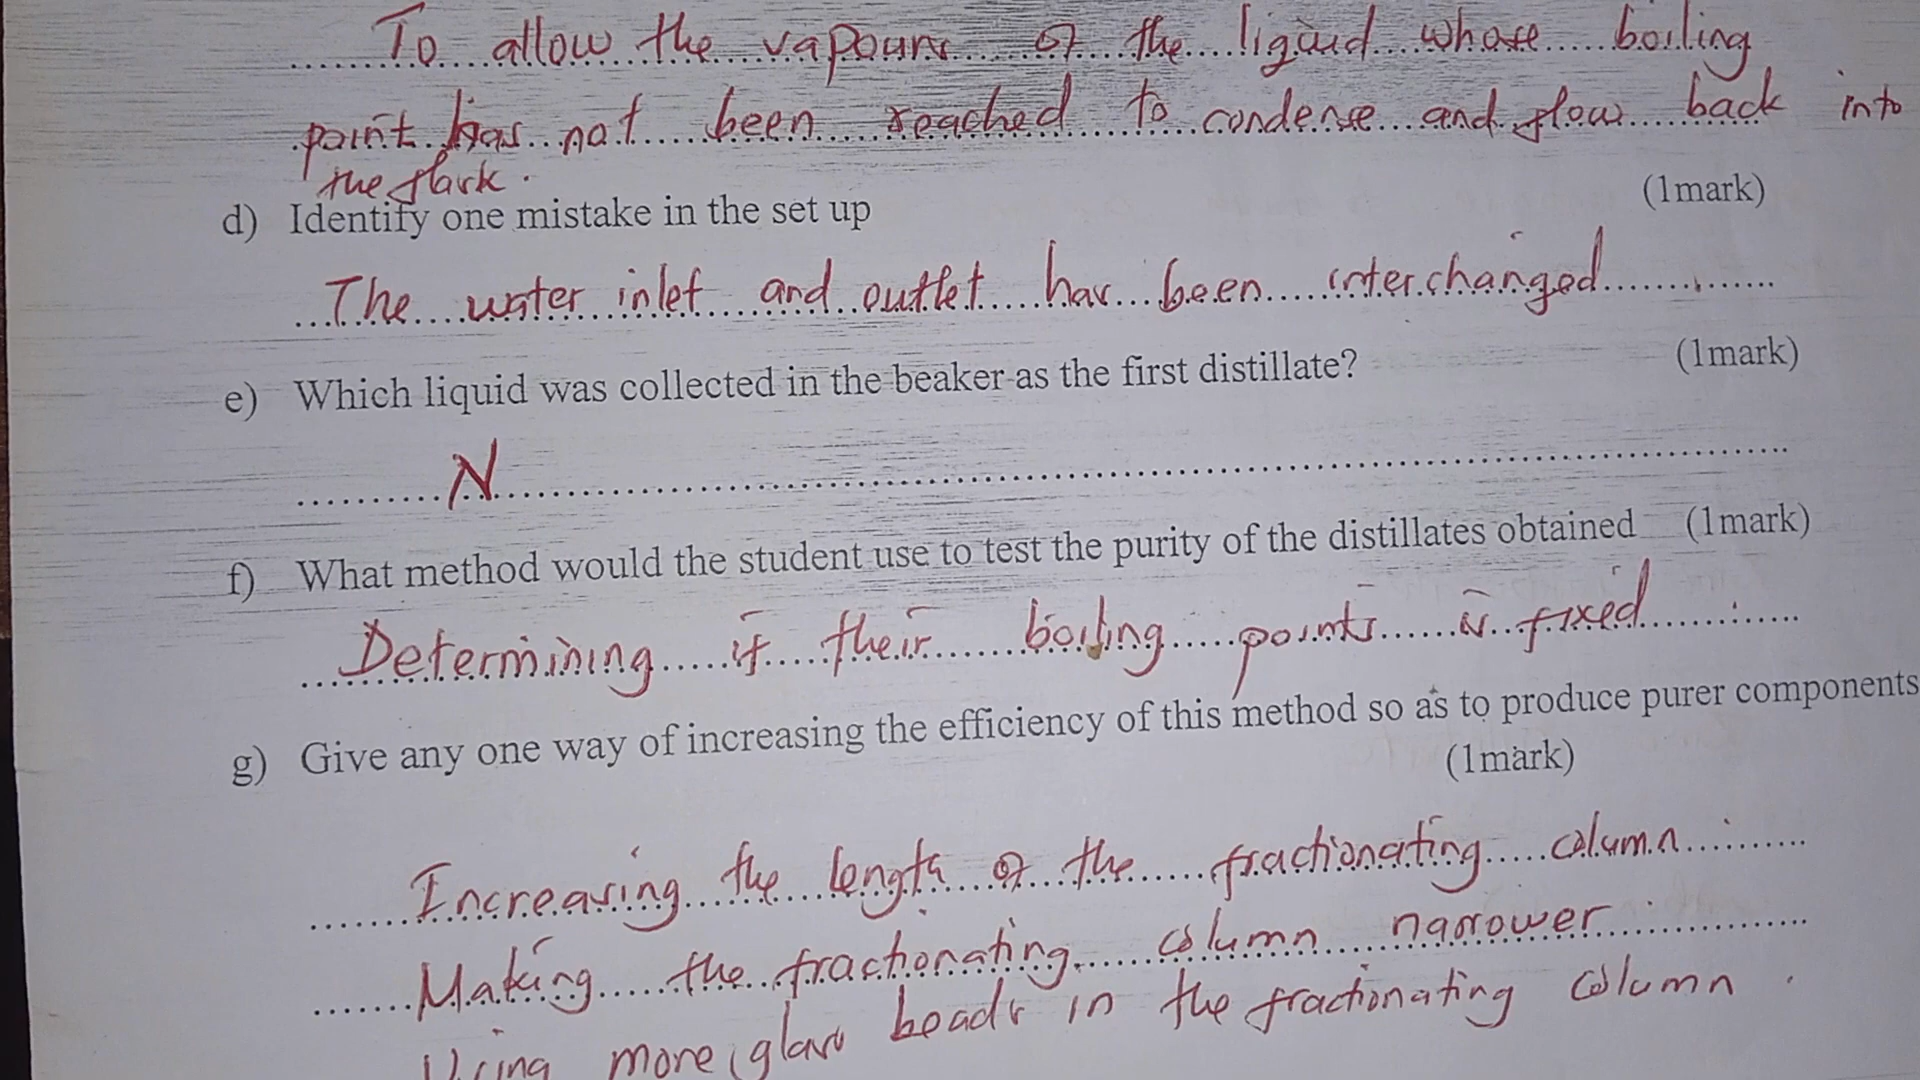 To allow the vapours of the liquid whose boiling
point has not been reached to condense and flow back into
the flask.
d) Identify one mistake in the set up (1mark)
The water inlet and outlet has been interchanged
e) Which liquid was collected in the beaker as the first distillate? (1mark)
N
f) What method would the student use to test the purity of the distillates obtained (1mark)
Determining if their boiling points is fixed
g) Give any one way of increasing the efficiency of this method so as to produce purer components
(1mark)
Increasing the length of the fractionating column
Making the fractionating column narrower
Using more glass beads in the fractionating column